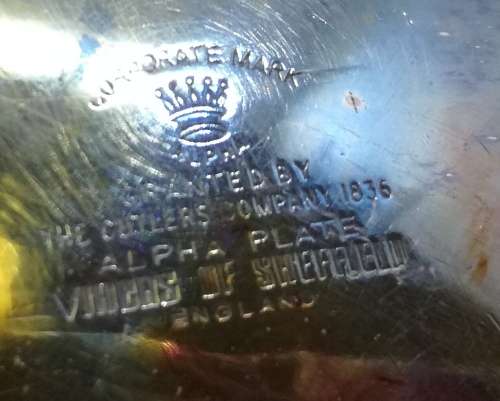 CORPORATE MARK
ALPHA
GRANTED BY
THE CUTLERS' COMPANY 1836
ALPHA PLATE
VINERS OF SHEFFIELD
ENGLAND